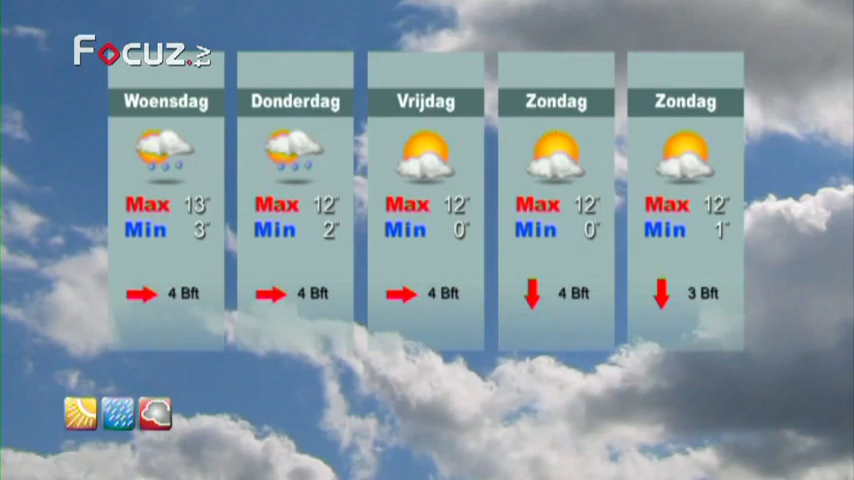 Focuz.tv
Woensdag
Max 13°
Min 3°
4 Bft
Donderdag
Max 12°
Min 2°
4 Bft
Vrijdag
Max 12°
Min 0°
4 Bft
Zondag
Max 12°
Min 0°
4 Bft
Zondag
Max 12°
Min 1°
3 Bft